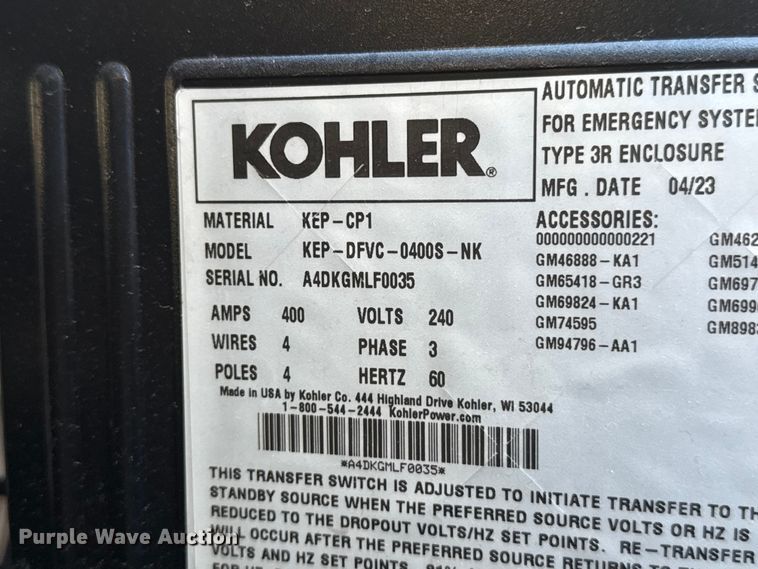 KOHLER®
AUTOMATIC TRANSFER
FOR EMERGENCY
TYPE 3R ENCLOSURE
MFG . DATE 04/23
MATERIAL KEP-CP1
MODEL KEP-DFVC-0400S-NK
SERIAL NO. A4DKGMLF0035
AMPS 400 VOLTS 240
WIRES 4 PHASE 3
POLES 4 HERTZ 60
ACCESSORIES:
000000000000221
GM46888-KA1
GM65418-GR3
GM69824-KA1
GM74595
GM94796-AA1
Made in USA by Kohler Co. 444 Highland Drive Kohler, WI 53044
1-800-544-2444 KohlerPower.com
*A4DKGMLF0035*
THIS TRANSFER SWITCH IS ADJUSTED TO INITIATE TRANSFER TO
STANDBY SOURCE WHEN THE PREFERRED SOURCE VOLTS OR HZ IS
REDUCED TO THE DROPOUT VOLTS/HZ SET POINTS. RE-TRANSFER
WILL OCCUR AFTER THE PREFERRED SOURCE RETURNS TO
VOLTS AND HZ SET POINTS.
Purple Wave Auction